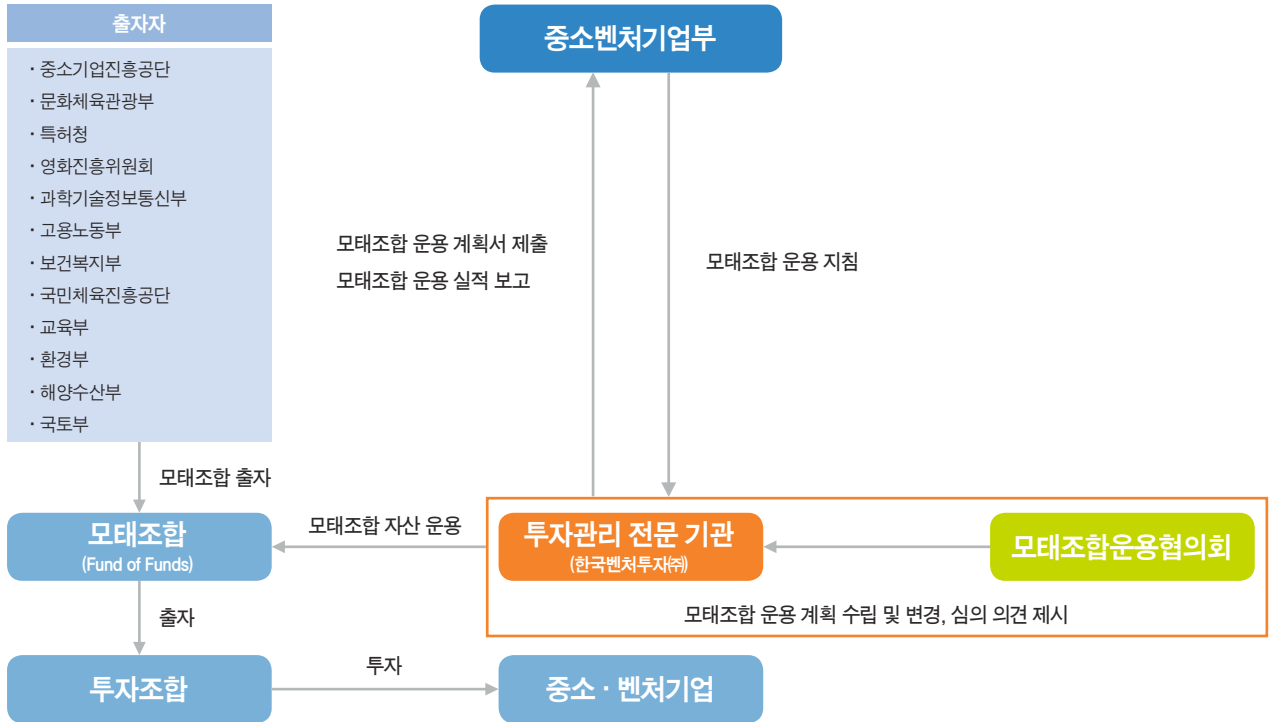 출자자
· 중소기업진흥공단
· 문화체육관광부
· 특허청
· 영화진흥위원회
· 과학기술정보통신부
· 고용노동부
· 보건복지부
· 국민체육진흥공단
· 교육부
· 환경부
· 해양수산부
· 국토부
중소벤처기업부
모태조합 운용 계획서 제출
모태조합 운용 실적 보고
모태조합 운용 지침
모태조합 출자
모태조합
(Fund of Funds)
모태조합 자산 운용
투자관리 전문 기관
(한국벤처투자㈜)
모태조합운용협의회
모태조합 운용 계획 수립 및 변경, 심의 의견 제시
출자
투자조합
투자
중소 · 벤처기업